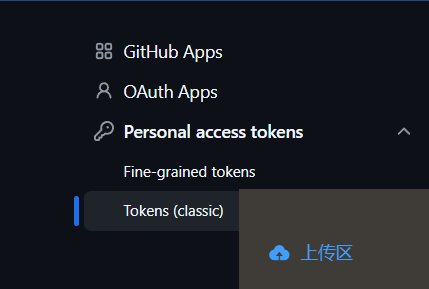 GitHub Apps
OAuth Apps
Personal access tokens
Fine-grained tokens
Tokens (classic)
上传区